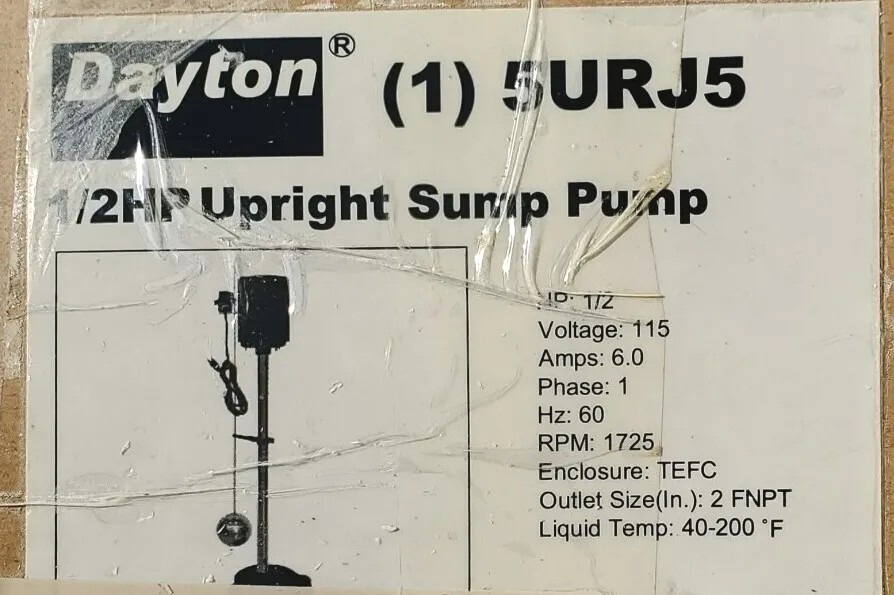 Dayton®
(1) 5URJ5
1/2HP Upright Sump Pump
HP: 1/2
Voltage: 115
Amps: 6.0
Phase: 1
Hz: 60
RPM: 1725
Enclosure: TEFC
Outlet Size(In.): 2 FNPT
Liquid Temp: 40-200 °F